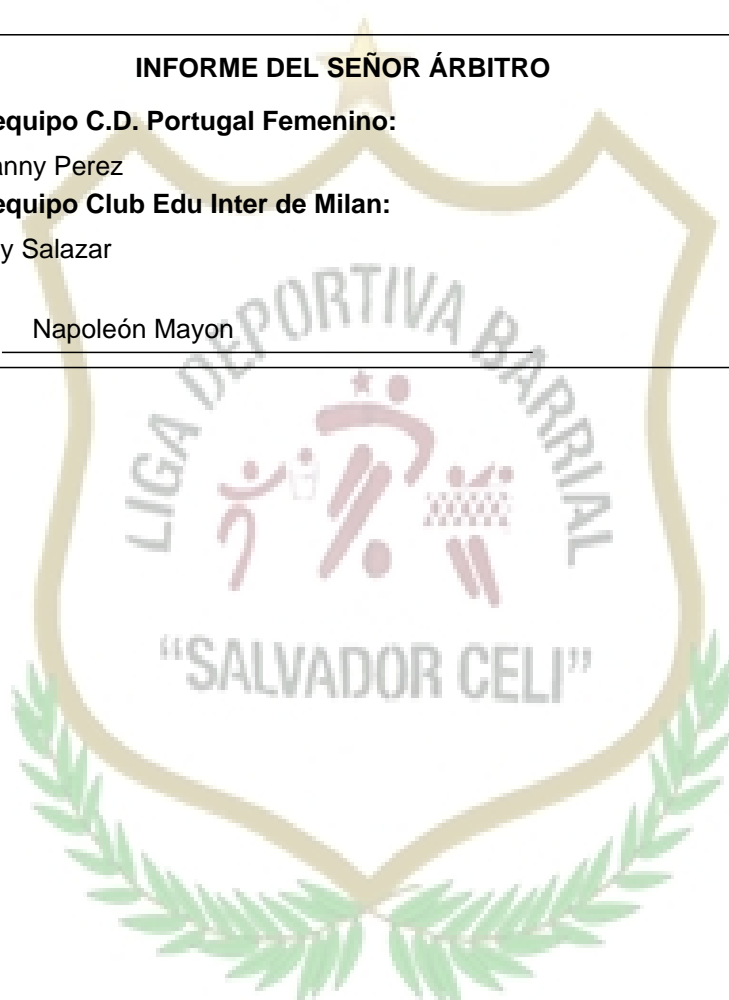 INFORME DEL SEÑOR ÁRBITRO
equipo C.D. Portugal Femenino:
anny Perez
equipo Club Edu Inter de Milan:
y Salazar
Napoleón Mayon
LIGA DEPORTIVA BARRIAL
“SALVADOR CELI”